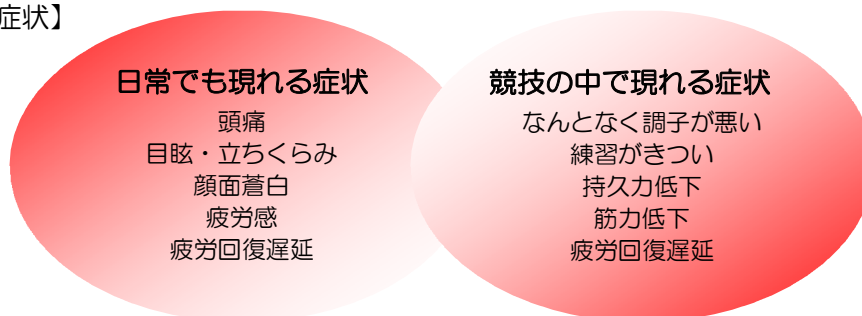 症状】
日常でも現れる症状
頭痛
目眩・立ちくらみ
顔面蒼白
疲労感
疲労回復遅延
競技の中で現れる症状
なんとなく調子が悪い
練習がきつい
持久力低下
筋力低下
疲労回復遅延